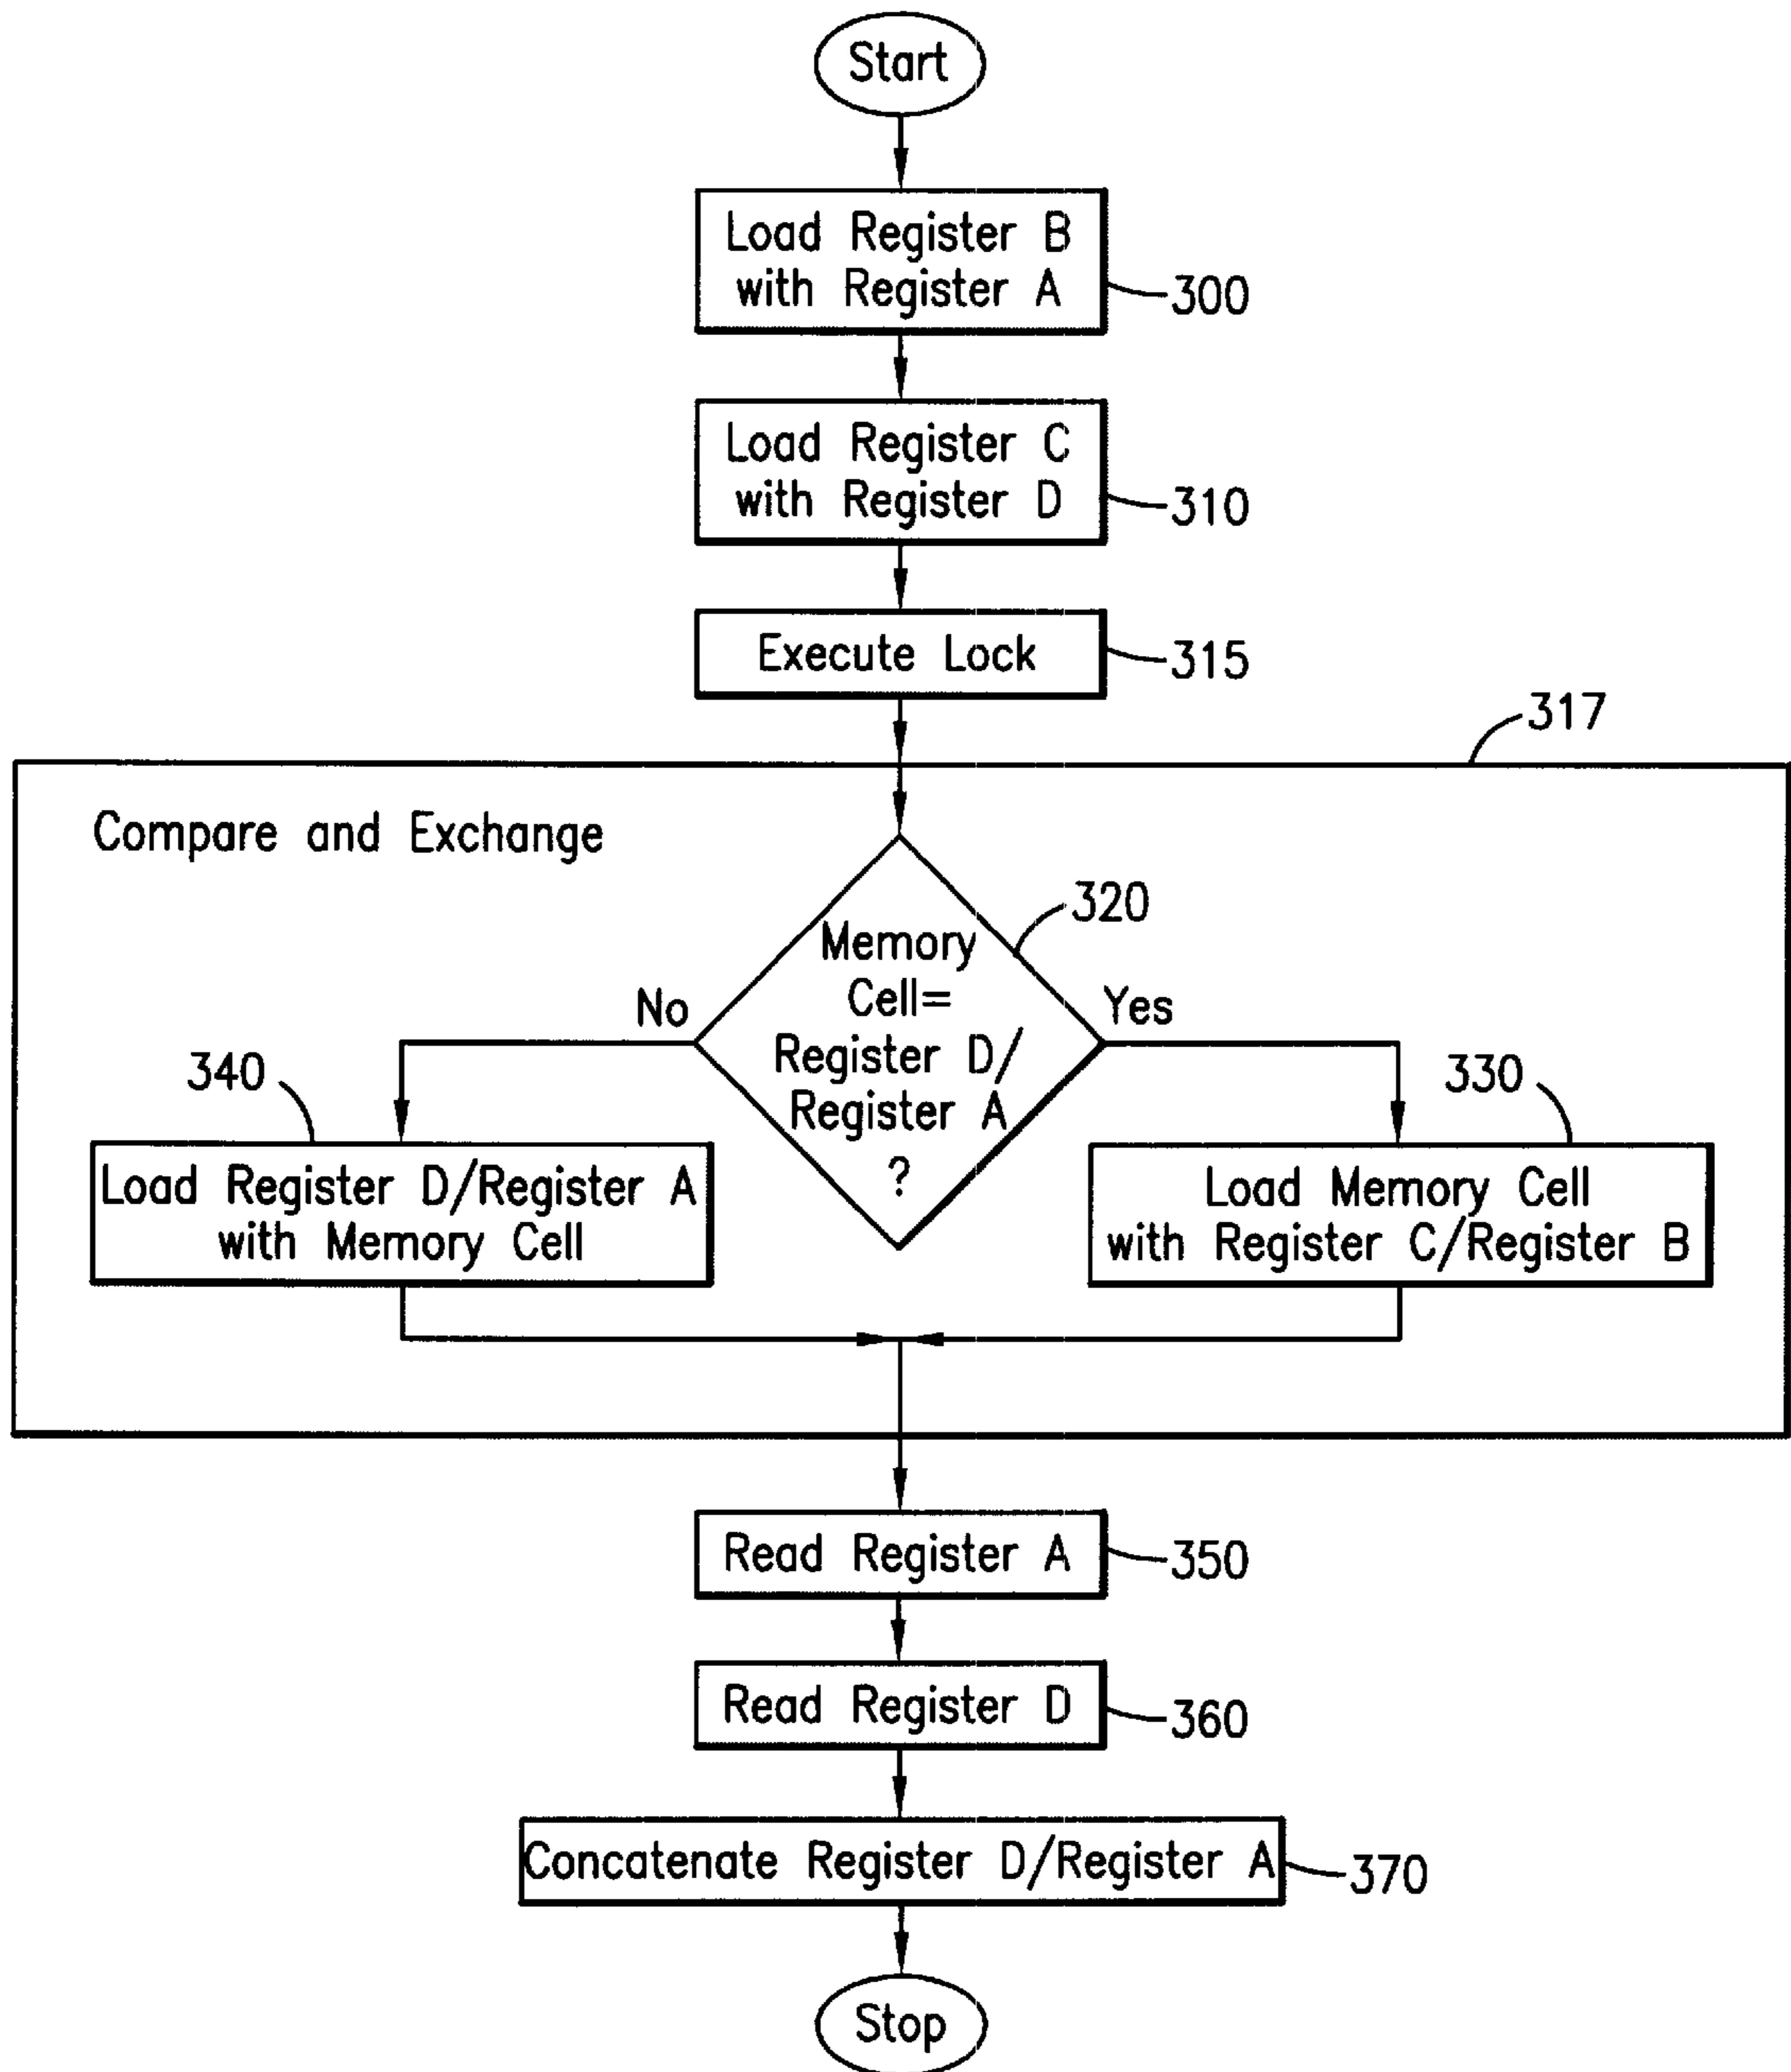 Start
Load Register B
with Register A
300
Load Register C
with Register D
310
Execute Lock
315
317
Compare and Exchange
320
Memory
Cell=
Register D/
Register A
?
No
Yes
340
Load Register D/Register A
with Memory Cell
330
Load Memory Cell
with Register C/Register B
Read Register A
350
Read Register D
360
Concatenate Register D/Register A
370
Stop